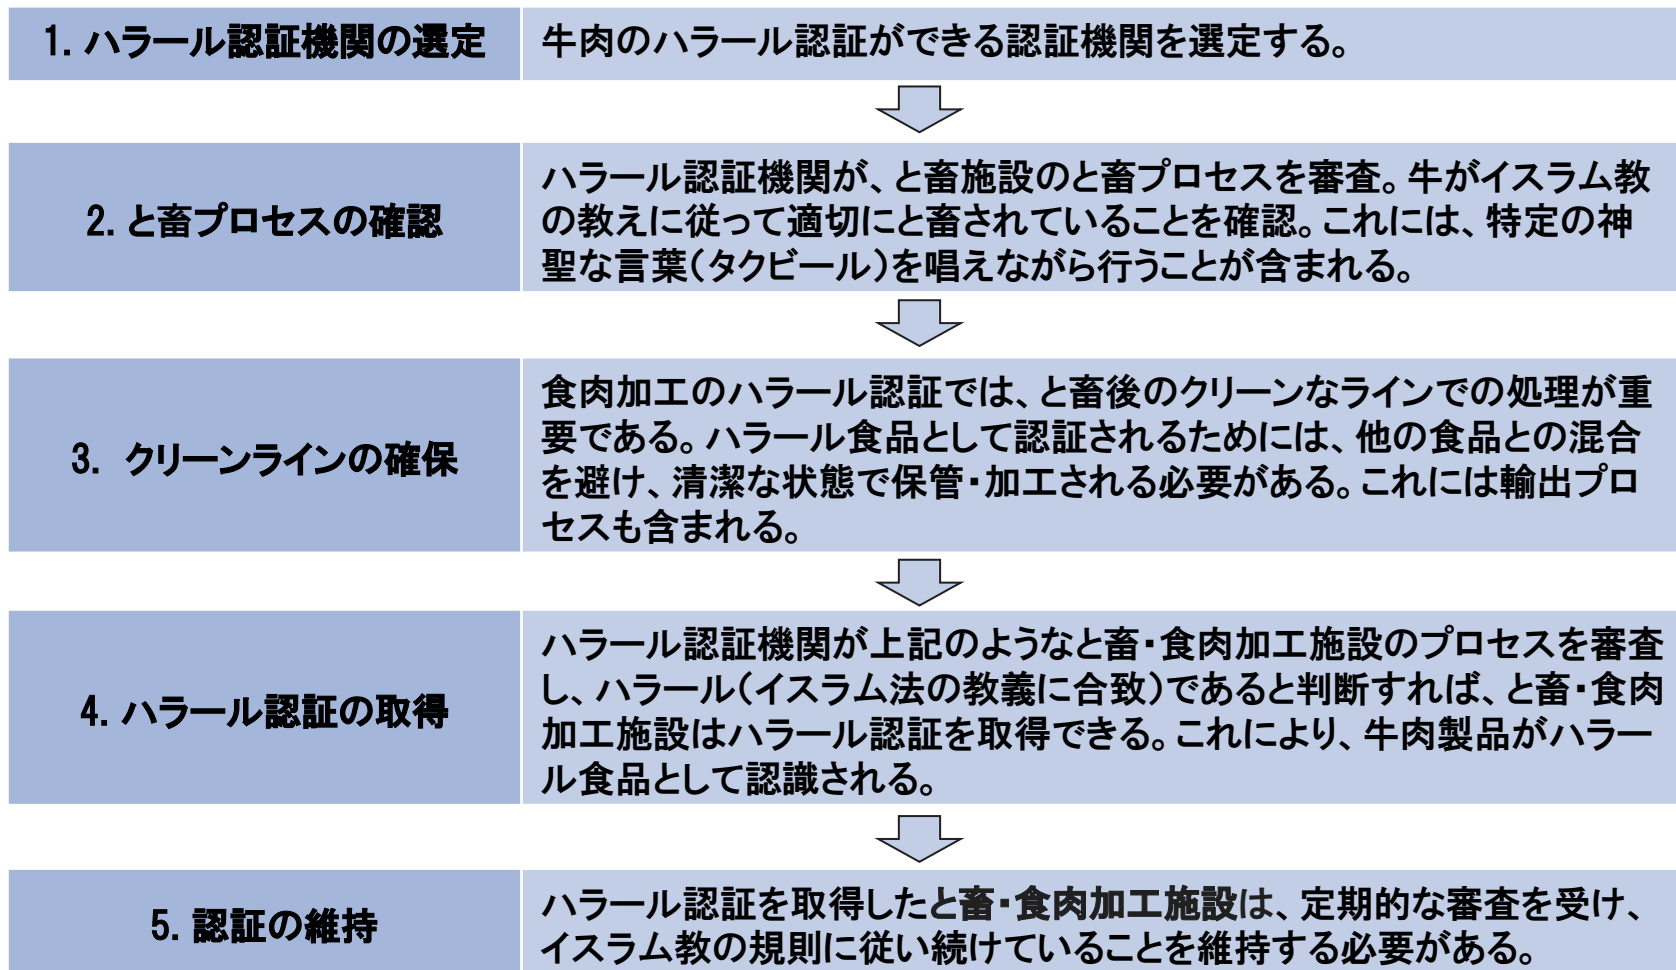 1. ハラール認証機関の選定
牛肉のハラール認証ができる認証機関を選定する。
2. と畜プロセスの確認
ハラール認証機関が、と畜施設のと畜プロセスを審査。牛がイスラム教
の教えに従って適切にと畜されていることを確認。これには、特定の神
聖な言葉（タクビール）を唱えながら行うことが含まれる。
3. クリーンラインの確保
食肉加工のハラール認証では、と畜後のクリーンなラインでの処理が重
要である。ハラール食品として認証されるためには、他の食品との混合
を避け、清潔な状態で保管・加工される必要がある。これには輸出プロ
セスも含まれる。
4. ハラール認証の取得
ハラール認証機関が上記のようなと畜・食肉加工施設のプロセスを審査
し、ハラール（イスラム法の教義に合致）であると判断すれば、と畜・食肉
加工施設はハラール認証を取得できる。これにより、牛肉製品がハラー
ル食品として認識される。
5. 認証の維持
ハラール認証を取得したと畜・食肉加工施設は、定期的な審査を受け、
イスラム教の規則に従い続けていることを維持する必要がある。